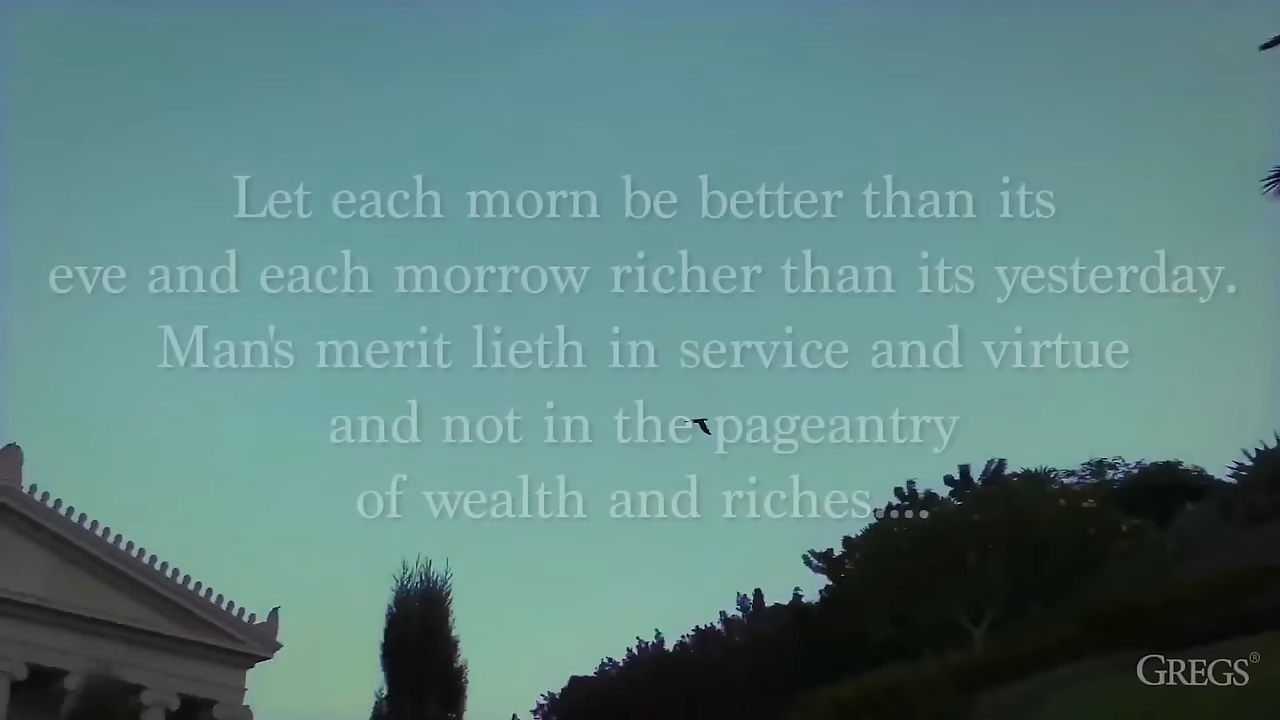 Let each morn be better than its
eve and each morrow richer than its yesterday.
Man's merit lieth in service and virtue
and not in the pageantry
of wealth and riches....
GREGS®